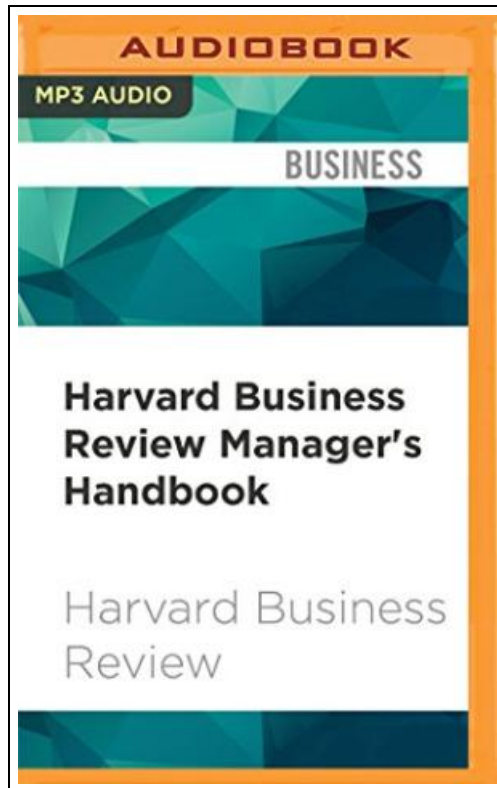 AUDIOBOOK
MP3 AUDIO
BUSINESS
Harvard Business
Review Manager's
Handbook
Harvard Business
Review